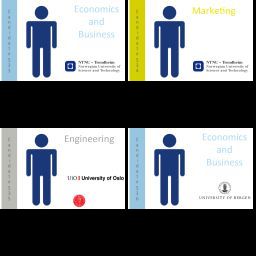 Economics
and
Business
NTNU – Trondheim
Norwegian University of
Science and Technology
Marketing
NTNU – Trondheim
Norwegian University of
Science and Technology
Engineering
UiO University of Oslo
Economics
and
Business
UNIVERSITY OF BERGEN